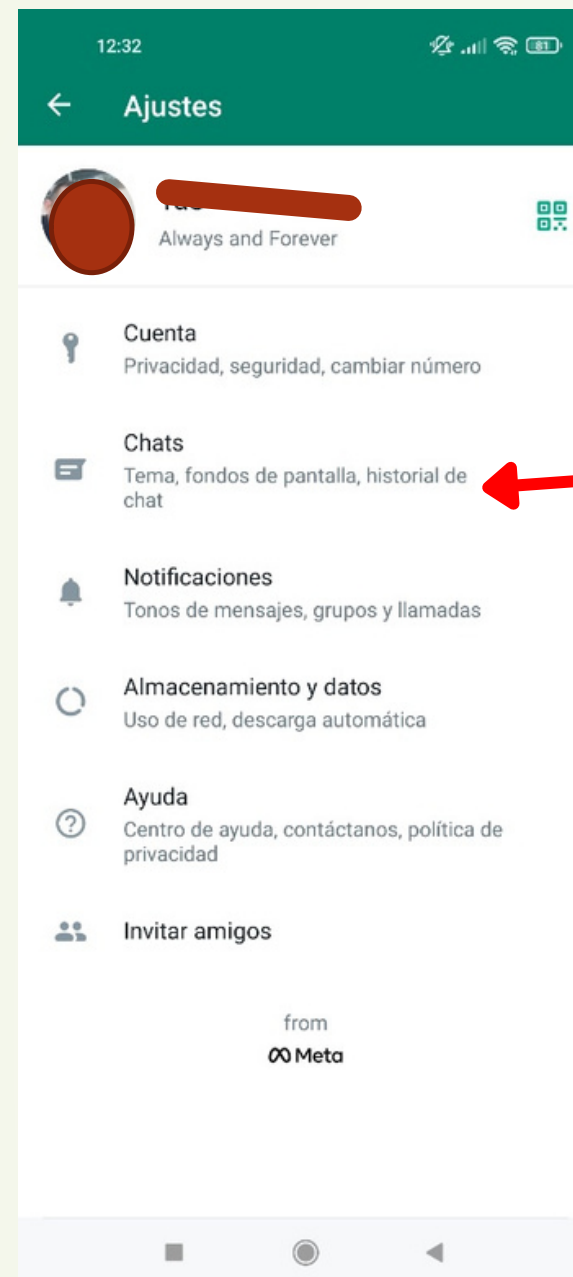 12:32
81
Ajustes
Always and Forever
Cuenta
Privacidad, seguridad, cambiar número
Chats
Tema, fondos de pantalla, historial de
chat
Notificaciones
Tonos de mensajes, grupos y llamadas
Almacenamiento y datos
Uso de red, descarga automática
Ayuda
Centro de ayuda, contáctanos, política de
privacidad
Invitar amigos
from
Meta